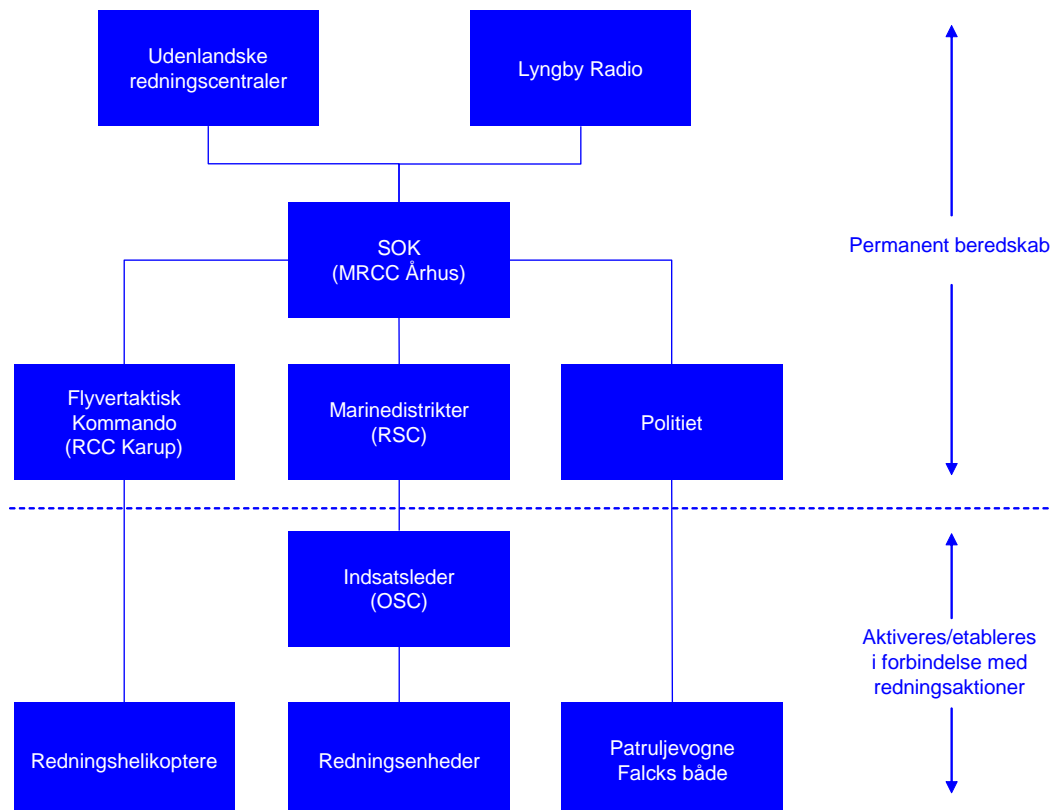 Udenlandske
redningscentraler
Lyngby Radio
SOK
(MRCC Århus)
Permanent beredskab
Flyvertaktisk
Kommando
(RCC Karup)
Marinedistrikter
(RSC)
Politiet
Indsatsleder
(OSC)
Aktiveres/etableres
i forbindelse med
redningsaktioner
Redningshelikoptere
Redningsenheder
Patruljevogne
Falcks både